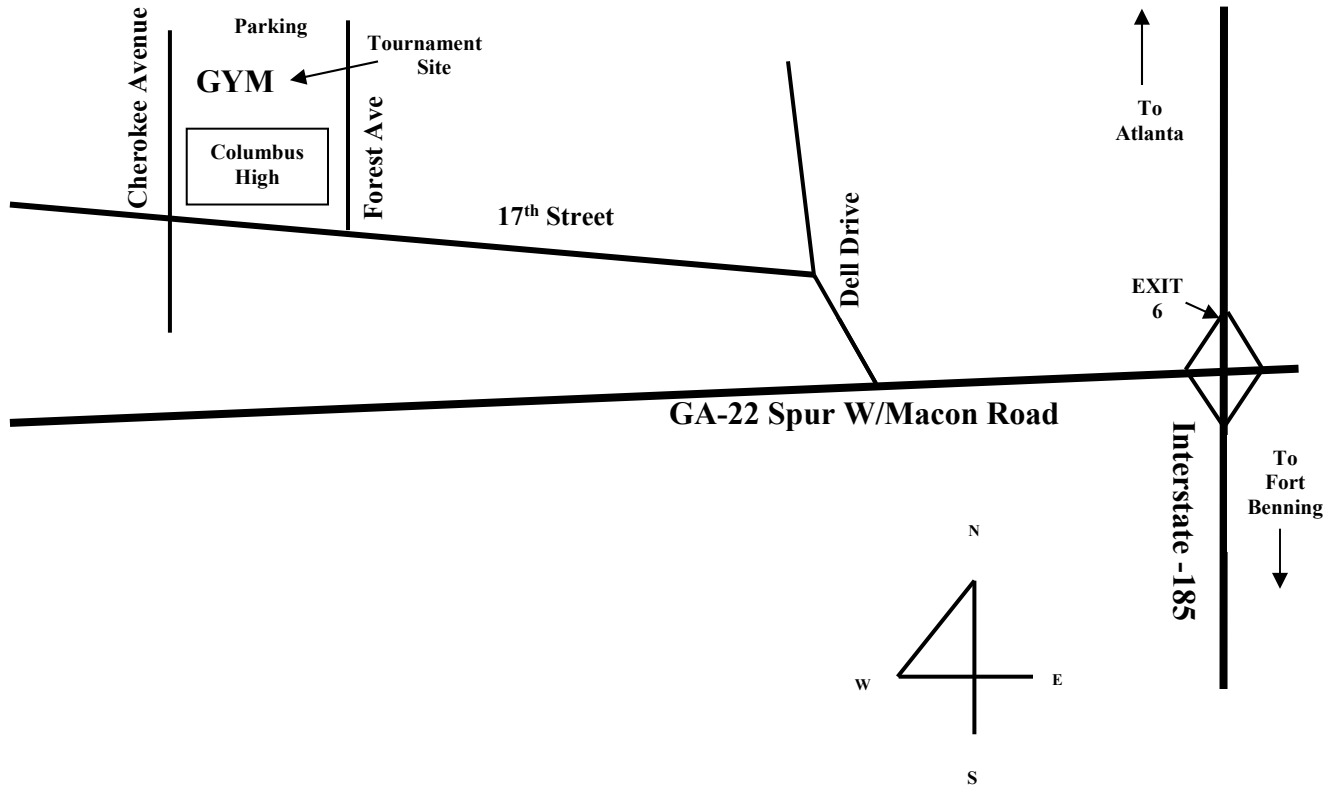 Parking
Tournament
Site
GYM
Cherokee Avenue
Columbus
High
Forest Ave
17th Street
Dell Drive
To
Atlanta
EXIT
6
GA-22 Spur W/Macon Road
Interstate -185
To
Fort
Benning
N
W
E
S